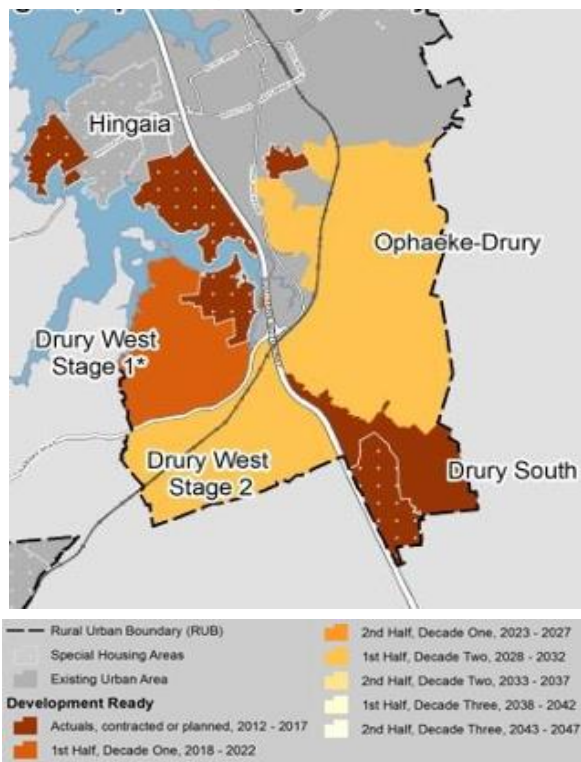 Hingaia
Ophaeke-Drury
Drury West
Stage 1*
Drury West
Stage 2
Drury South
Rural Urban Boundary (RUB)
Special Housing Areas
Existing Urban Area
Development Ready
Actuals, contracted or planned, 2012 - 2017
1st Half, Decade One, 2018 - 2022
2nd Half, Decade One, 2023 - 2027
1st Half, Decade Two, 2028 - 2032
2nd Half, Decade Two, 2033 - 2037
1st Half, Decade Three, 2038 - 2042
2nd Half, Decade Three, 2043 - 2047